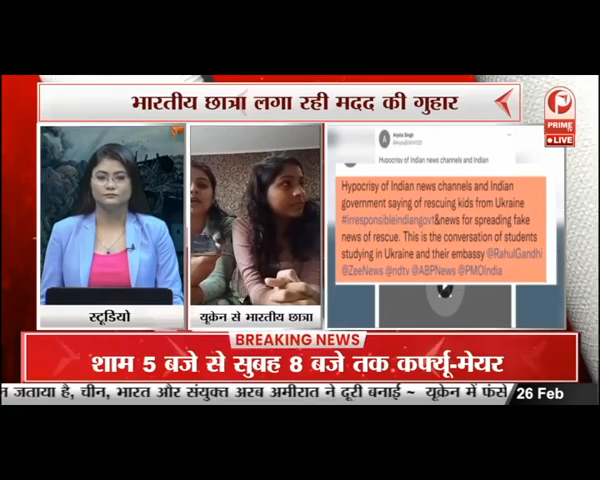 भारतीय छात्रा लगा रही मदद की गुहार
PRIME
LIVE
A
Arpita Singh
Hypocrisy of Indian news channels and Indian
Hypocrisy of Indian news channels and Indian
government saying of rescuing kids from Ukraine
#irresponsibleindiangovt&news for spreading fake
news of rescue. This is the conversation of students
studying in Ukraine and their embassy @RahulGandhi
@ZeeNews @ndtv @ABPNews @PMOIndia
स्टूडियो
यूक्रेन से भारतीय छात्रा
BREAKING NEWS
शाम 5 बजे से सुबह 8 बजे तक कर्फ्यू-मेयर
जताया है, चीन, भारत और संयुक्त अरब अमीरात ने दूरी बनाई ~ यूक्रेन में फंसे
26 Feb